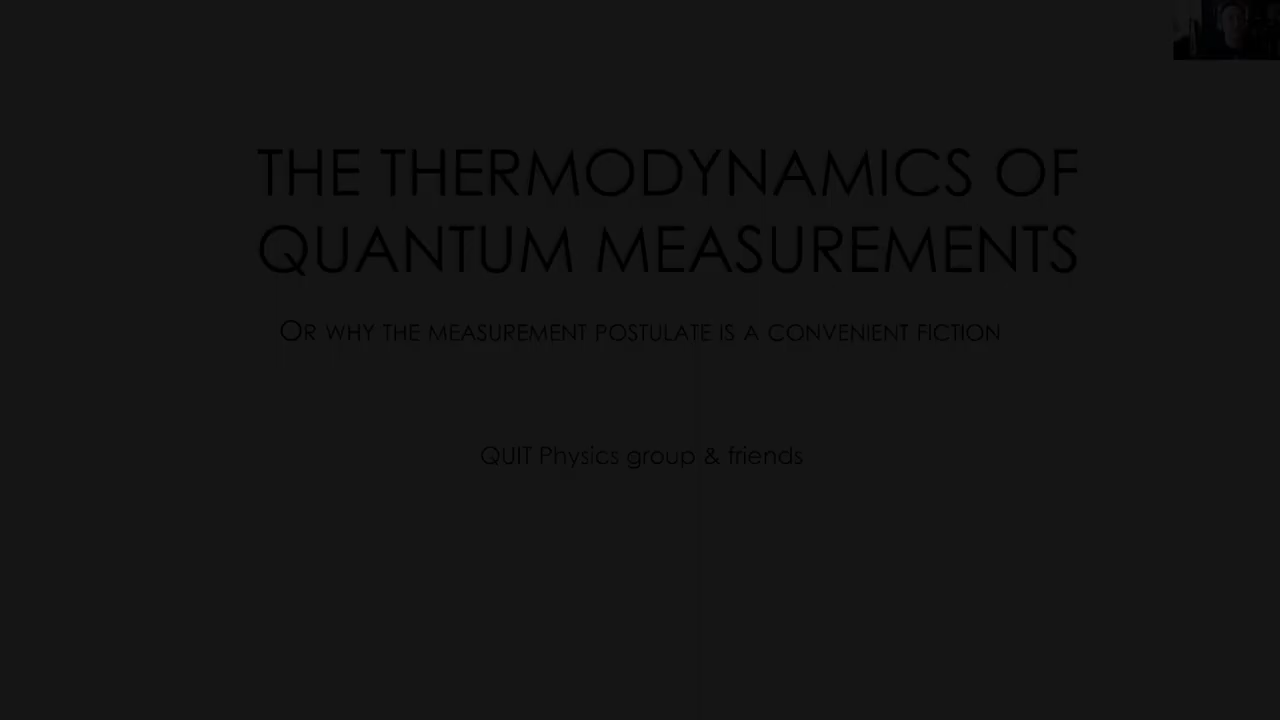 THE THERMODYNAMICS OF
QUANTUM MEASUREMENTS
OR WHY THE MEASUREMENT POSTULATE IS A CONVENIENT FICTION
QUIT Physics group & friends